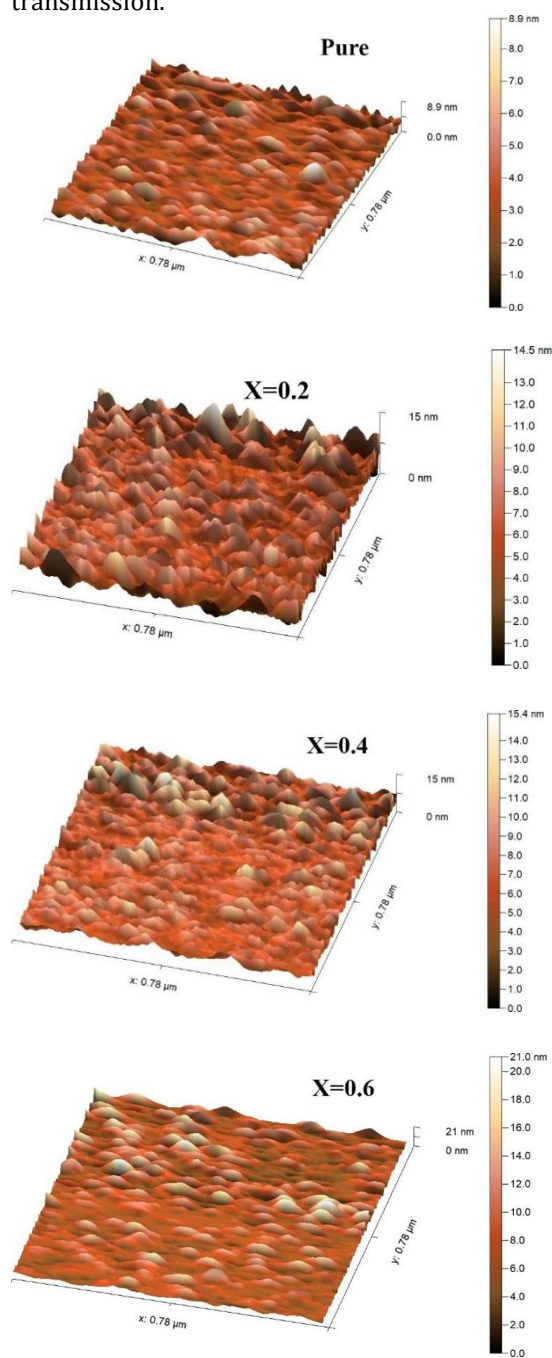 transmission.
Pure
8.9 nm
8.0
7.0
6.0
5.0
4.0
3.0
2.0
1.0
0.0
8.9 nm
0.0 nm
y: 0.78 µm
x: 0.78 µm
X=0.2
14.5 nm
13.0
12.0
11.0
10.0
9.0
8.0
7.0
6.0
5.0
4.0
3.0
2.0
1.0
0.0
15 nm
0 nm
y: 0.78 µm
x: 0.78 µm
X=0.4
15.4 nm
14.0
13.0
12.0
11.0
10.0
9.0
8.0
7.0
6.0
5.0
4.0
3.0
2.0
1.0
0.0
15 nm
0 nm
y: 0.78 µm
x: 0.78 µm
X=0.6
21.0 nm
20.0
18.0
16.0
14.0
12.0
10.0
8.0
6.0
4.0
2.0
0.0
21 nm
0 nm
y: 0.78 µm
x: 0.78 µm